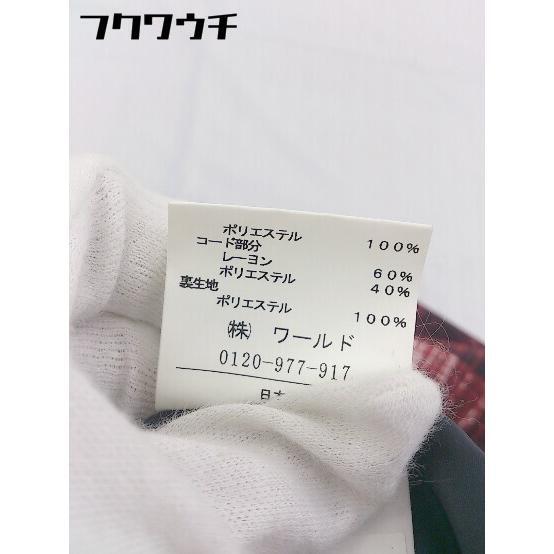 フクワウチ
ポリエステル 100%
コード部分
レーヨン 60%
ポリエステル 40%
裏生地
ポリエステル 100%
㈱ ワールド
0120-977-917
日